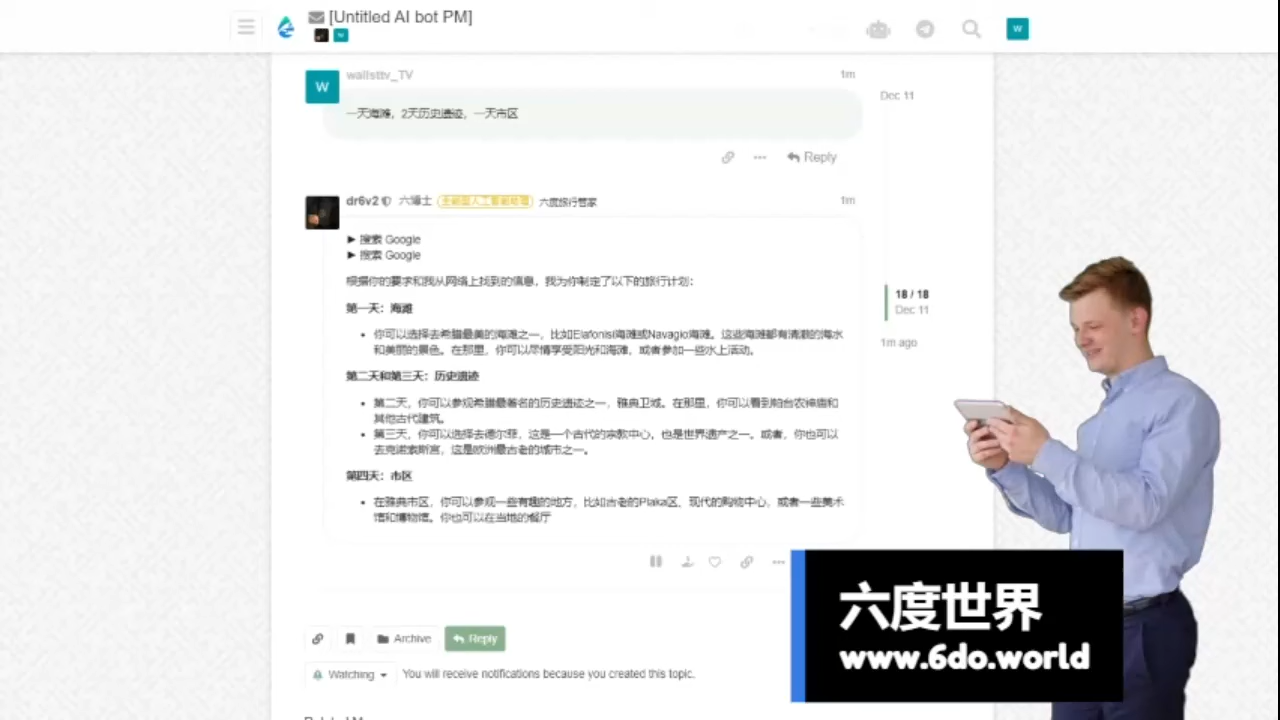 [Untitled AI bot PM]
W
W
W
wallsttv_TV
1m
一天海滩，2天历史遗迹，一天市区
Reply
Dec 11
dr6v2 六博士
六度旅行管家
1m
► 搜索 Google
► 搜索 Google
根据你的要求和我从网络上找到的信息，我为你制定了以下的旅行计划：
第一天：海滩
• 你可以选择去希腊最美的海滩之一，比如Elafonisi海滩或Navagio海滩。这些海滩都有清澈的海水
和美丽的景色。在那里，你可以尽情享受阳光和海滩，或者参加一些水上活动。
第二天和第三天：历史遗迹
• 第二天，你可以参观希腊最著名的历史遗迹之一，雅典卫城。在那里，你可以看到帕台农神庙和
其他古代建筑。
• 第三天，你可以选择去德尔菲，这是一个古代的宗教中心，也是世界遗产之一。或者，你也可以
去克诺索斯宫，这是欧洲最古老的城市之一。
第四天：市区
• 在雅典市区，你可以参观一些有趣的地方，比如古老的Plaka区、现代的购物中心，或者一些美术
馆和博物馆。你也可以在当地的餐厅
18 / 18
Dec 11
1m ago
Archive
Reply
Watching
You will receive notifications because you created this topic.
六度世界
www.6do.world